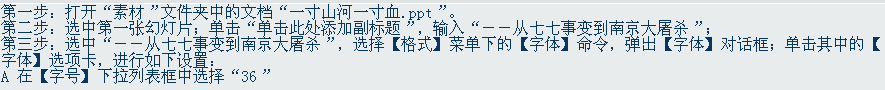 第一步：打开“素材 ”文件夹中的文档“一寸山河一寸血.ppt ”。
第二步：选中第一张幻灯片；单击“单击此处添加副标题 ”，输入“－－从七七事变到南京大屠杀 ”；
第三步：选中“－－从七七事变到南京大屠杀 ”，选择【格式】菜单下的【字体】命令，弹出【字体】对话框；单击其中的【
字体】选项卡，进行如下设置：
A 在【字号】下拉列表框中选择“36 ”